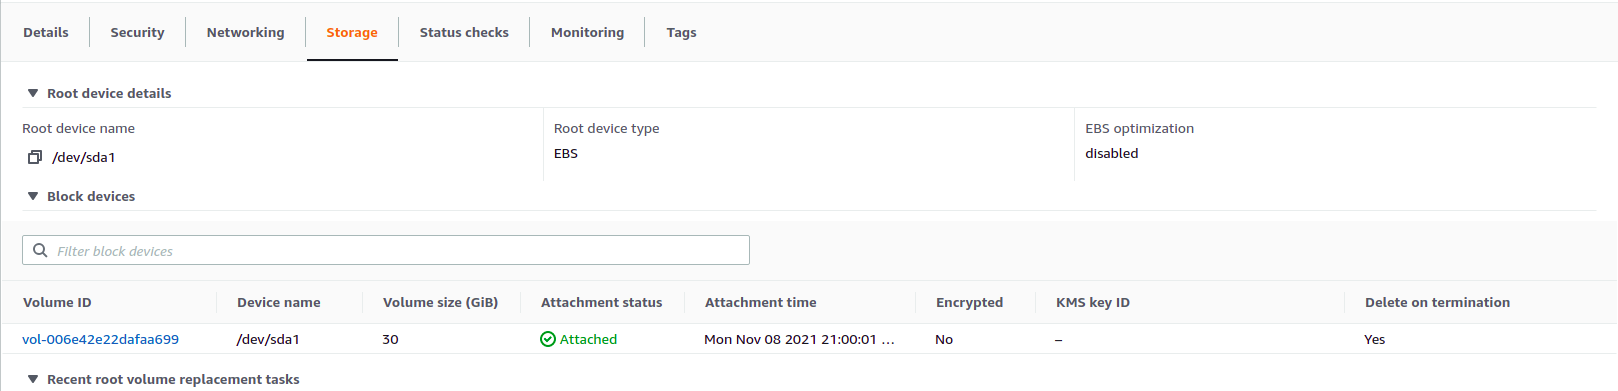 Details Security Networking Storage Status checks Monitoring Tags
Root device details
Root device name Root device type EBS optimization
/dev/sda1 EBS disabled
Block devices
Filter block devices
Volume ID Device name Volume size (GiB) Attachment status Attachment time Encrypted KMS key ID Delete on termination
vol-006e42e22dafaa699 /dev/sda1 30 Attached Mon Nov 08 2021 21:00:01 ... No – Yes
Recent root volume replacement tasks